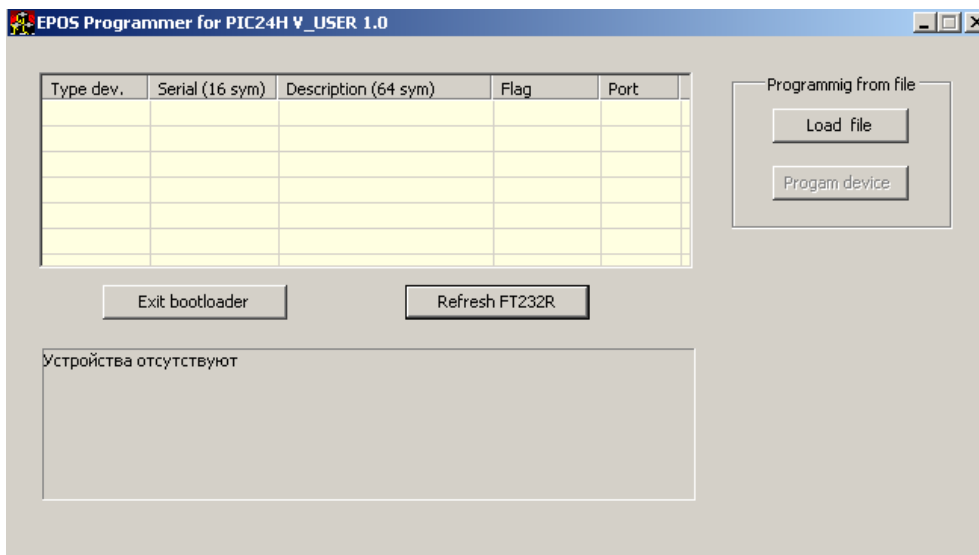 EPOS Programmer for PIC24H V_USER 1.0
Type dev. Serial (16 sym) Description (64 sym) Flag Port
Programmig from file
Load file
Progam device
Exit bootloader Refresh FT232R
Устройства отсутствуют